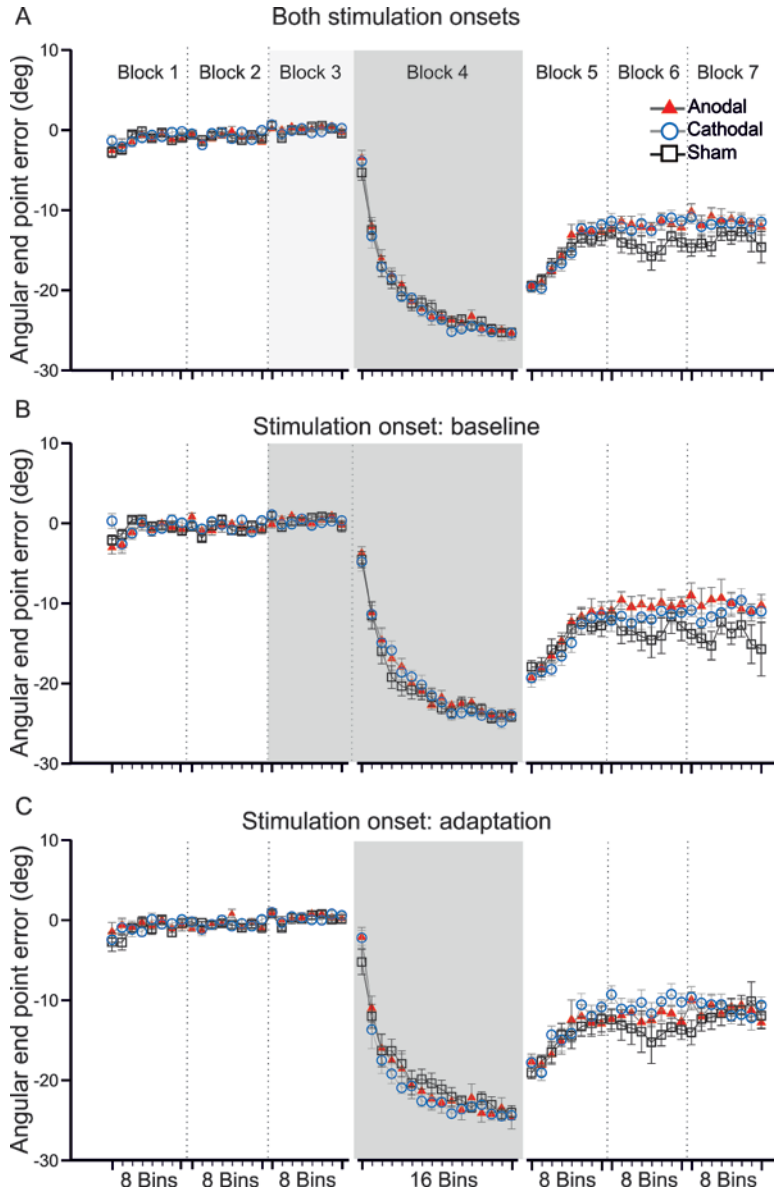 A
Both stimulation onsets
Angular end point error (deg)
10
0
-10
-20
-30
Block 1 Block 2 Block 3 Block 4 Block 5 Block 6 Block 7
Anodal
Cathodal
Sham
B
Stimulation onset: baseline
Angular end point error (deg)
10
0
-10
-20
-30
C
Stimulation onset: adaptation
Angular end point error (deg)
10
0
-10
-20
-30
8 Bins 8 Bins 8 Bins 16 Bins 8 Bins 8 Bins 8 Bins